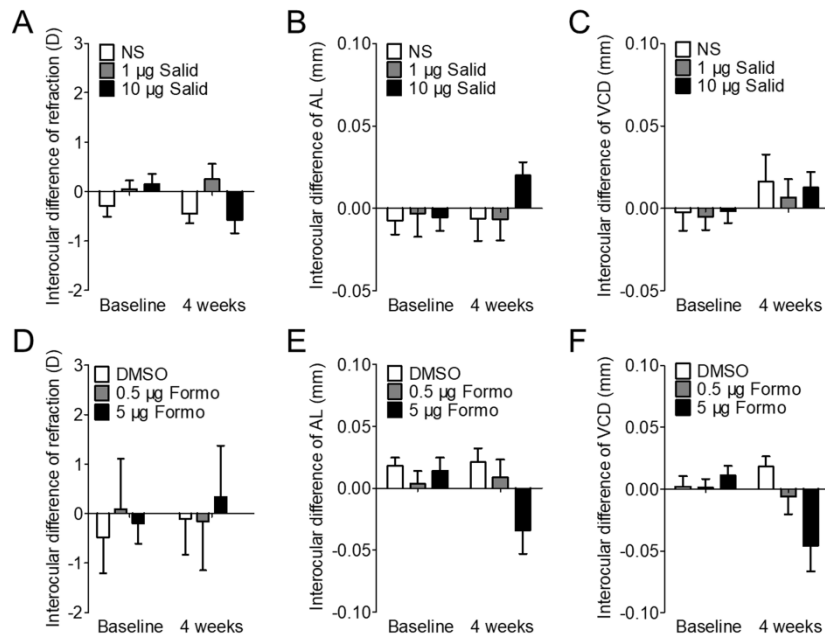 A
Interocular difference of refraction (D)
3
2
1
0
-1
-2
NS
1 µg Salid
10 µg Salid
Baseline 4 weeks
B
Interocular difference of AL (mm)
0.10
0.05
0.00
-0.05
NS
1 µg Salid
10 µg Salid
Baseline 4 weeks
C
Interocular difference of VCD (mm)
0.10
0.05
0.00
-0.05
NS
1 µg Salid
10 µg Salid
Baseline 4 weeks
D
Interocular difference of refraction (D)
3
2
1
0
-1
-2
DMSO
0.5 µg Formo
5 µg Formo
Baseline 4 weeks
E
Interocular difference of AL (mm)
0.10
0.05
0.00
-0.05
-0.10
DMSO
0.5 µg Formo
5 µg Formo
Baseline 4 weeks
F
Interocular difference of VCD (mm)
0.10
0.05
0.00
-0.05
-0.10
DMSO
0.5 µg Formo
5 µg Formo
Baseline 4 weeks